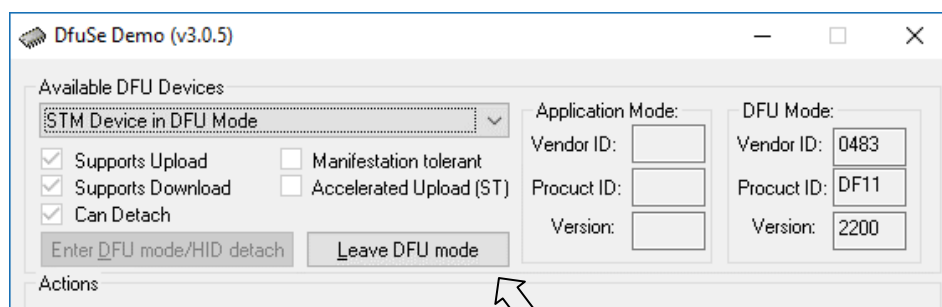 DfuSe Demo (v3.0.5)
Available DFU Devices
STM Device in DFU Mode
Supports Upload
Manifestation tolerant
Supports Download
Accelerated Upload (ST)
Can Detach
Enter DFU mode/HID detach
Leave DFU mode
Application Mode:
Vendor ID:
Procuct ID:
Version:
DFU Mode:
Vendor ID: 0483
Procuct ID: DF11
Version: 2200
Actions